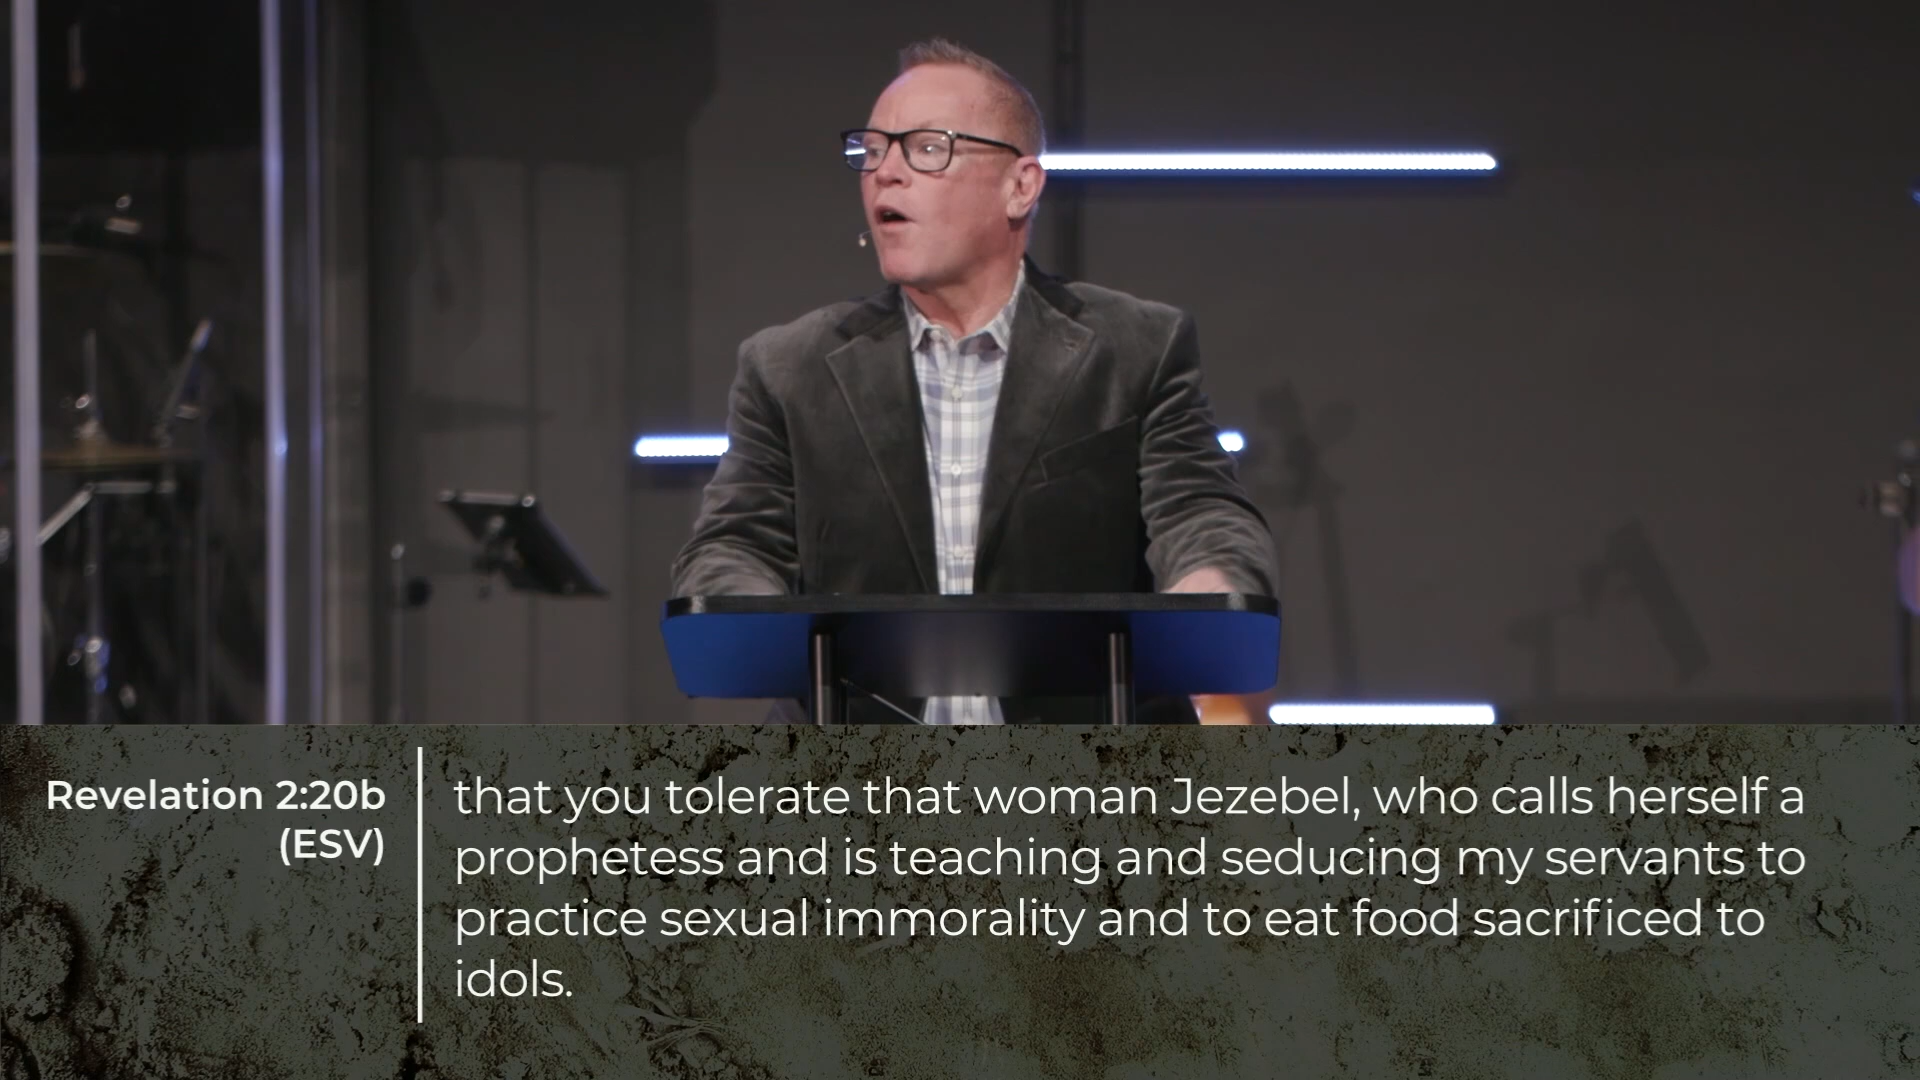 Revelation 2:20b
(ESV)
that you tolerate that woman Jezebel, who calls herself a
prophetess and is teaching and seducing my servants to
practice sexual immorality and to eat food sacrificed to
idols.